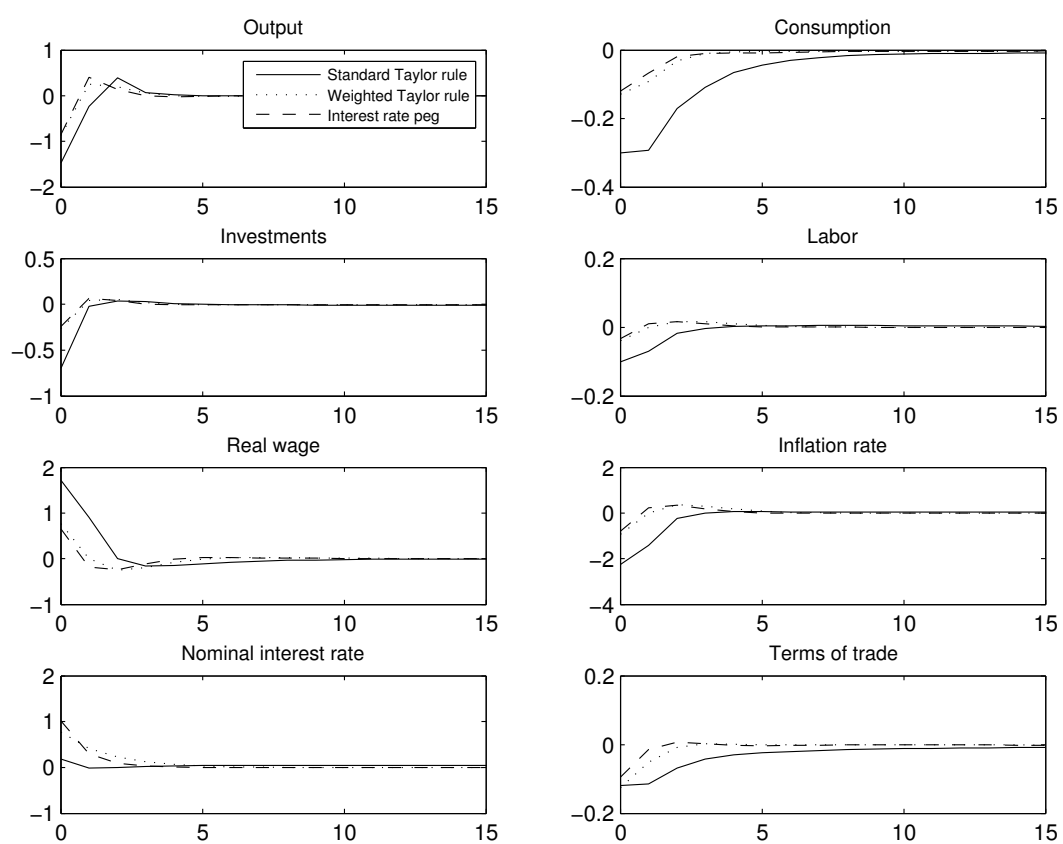 Output
1
0
−1
−2
0 5 10 15
Standard Taylor rule
Weighted Taylor rule
Interest rate peg
Consumption
0
−0.2
−0.4
0 5 10 15
Investments
0.5
0
−0.5
−1
0 5 10 15
Labor
0.2
0
−0.2
0 5 10 15
Real wage
2
1
0
−1
0 5 10 15
Inflation rate
2
0
−2
−4
0 5 10 15
Nominal interest rate
2
1
0
−1
0 5 10 15
Terms of trade
0.2
0
−0.2
0 5 10 15